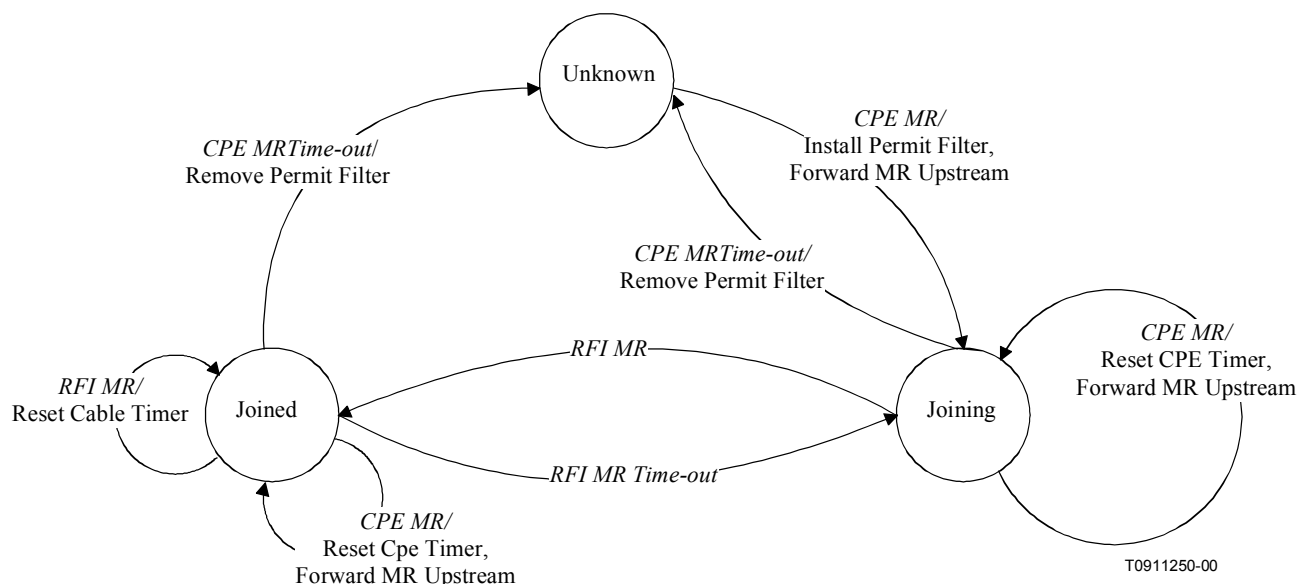 Unknown
CPE MR/
Install Permit Filter,
Forward MR Upstream
CPE MRTime-out/
Remove Permit Filter
CPE MRTime-out/
Remove Permit Filter
RFI MR
CPE MR/
Reset CPE Timer,
Forward MR Upstream
RFI MR/
Reset Cable Timer
Joined
Joining
RFI MR Time-out
CPE MR/
Reset Cpe Timer,
Forward MR Upstream
T0911250-00